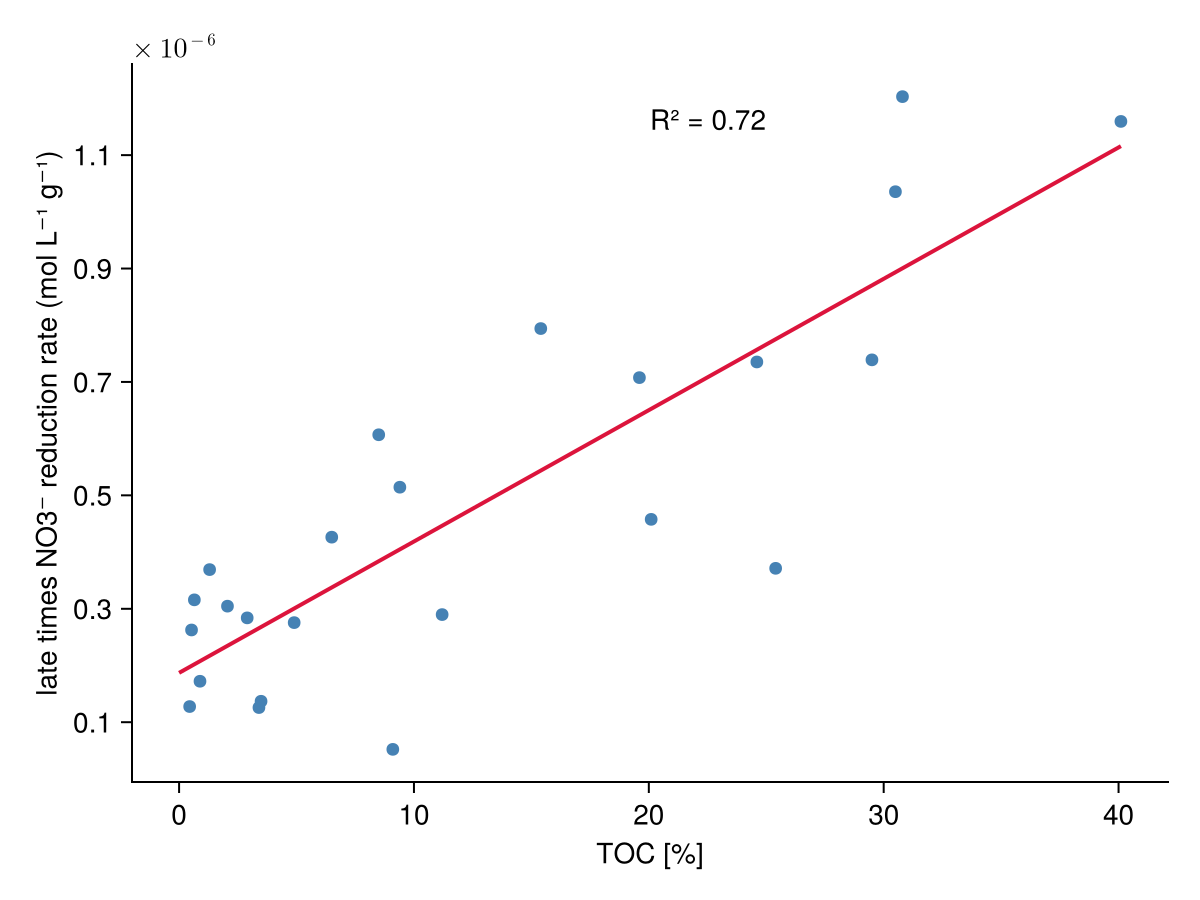 × 10⁻⁶
R² = 0.72
late times NO3⁻ reduction rate (mol L⁻¹ g⁻¹)
1.1
0.9
0.7
0.5
0.3
0.1
0 10 20 30 40
TOC [%]